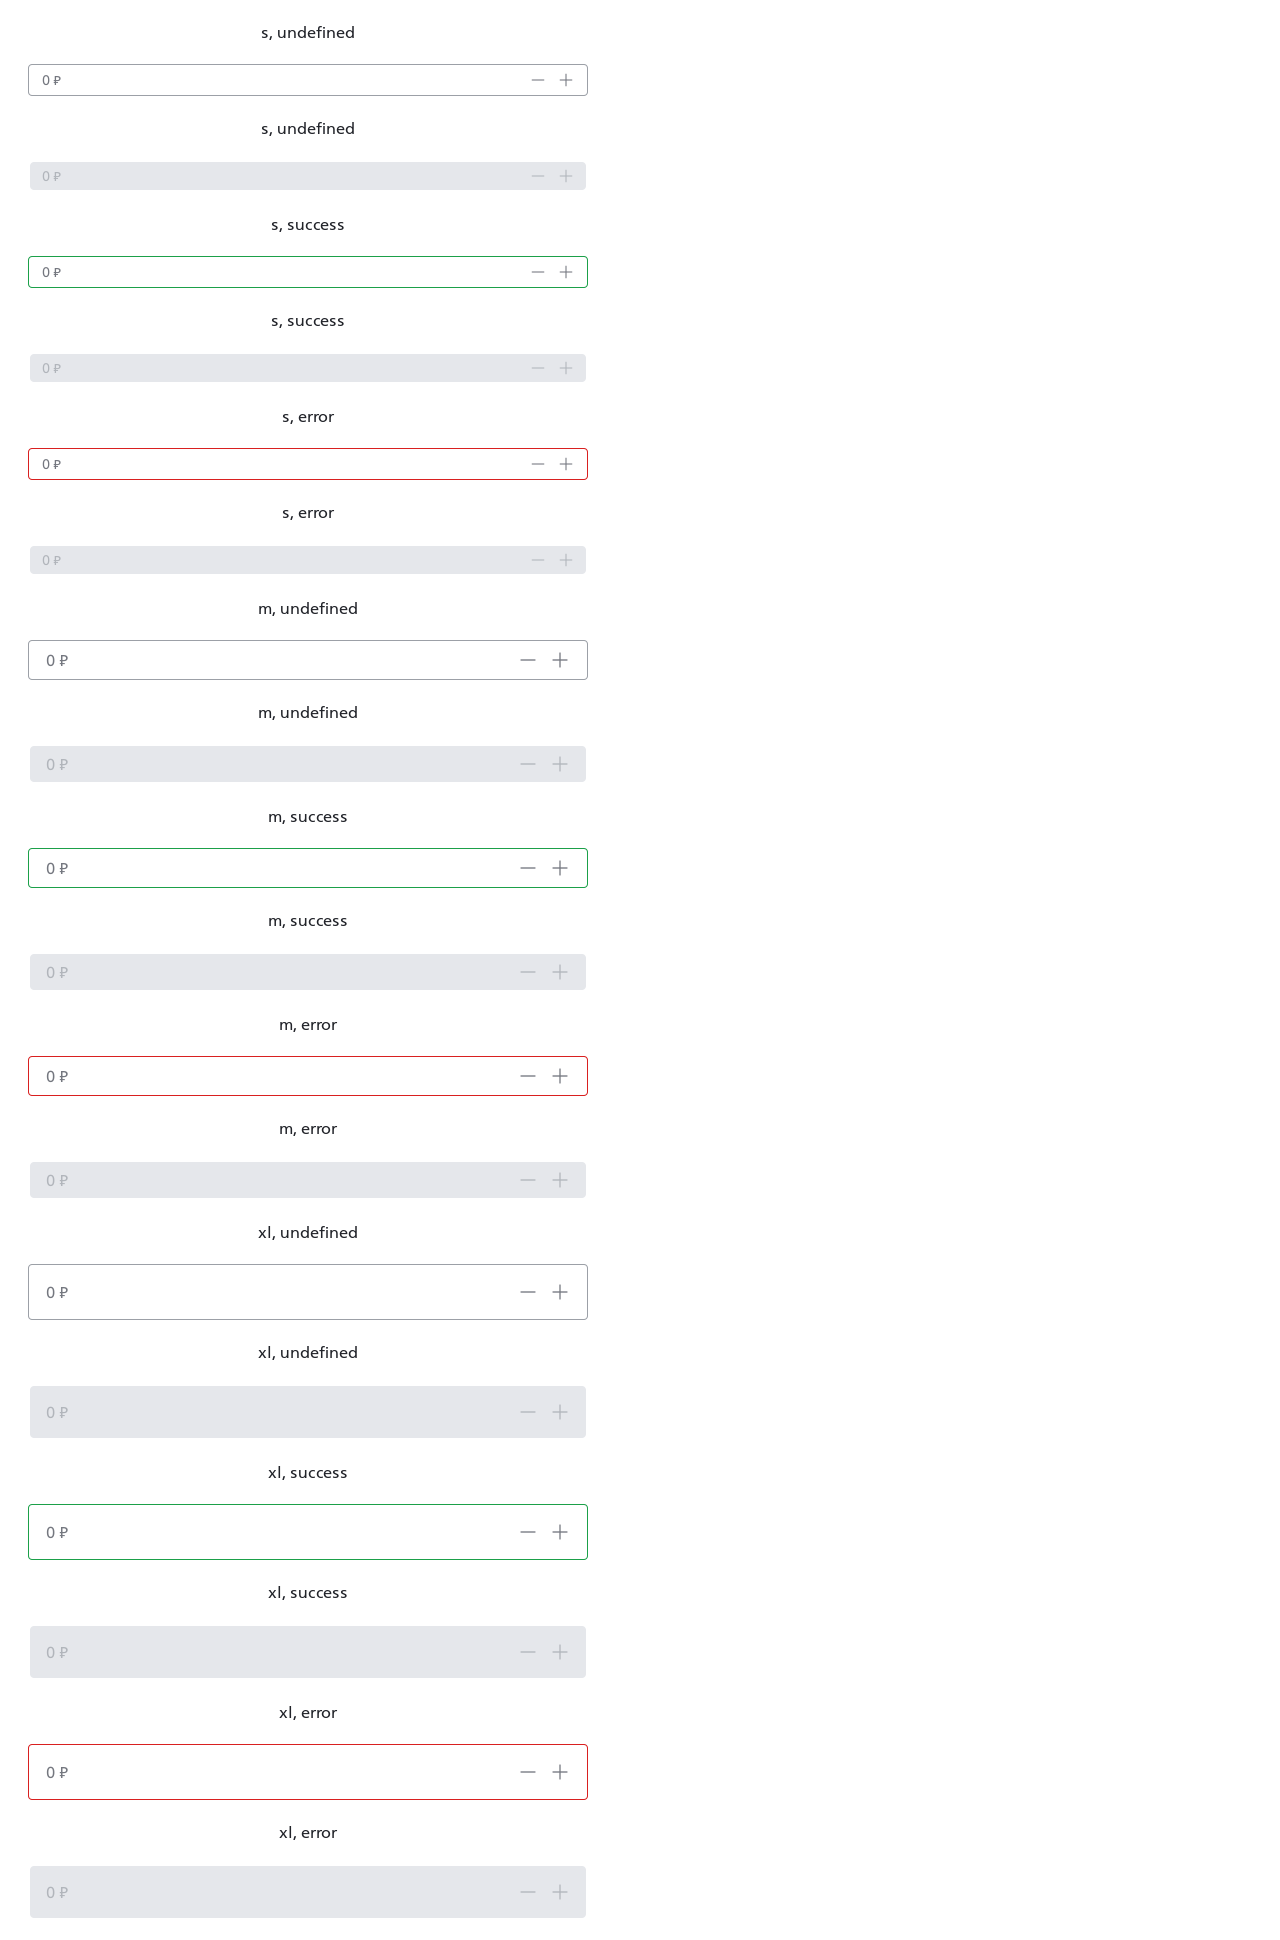 s, undefined
0 ₽
s, undefined
0 ₽
s, success
0 ₽
s, success
0 ₽
s, error
0 ₽
s, error
0 ₽
m, undefined
0 ₽
m, undefined
0 ₽
m, success
0 ₽
m, success
0 ₽
m, error
0 ₽
m, error
0 ₽
xl, undefined
0 ₽
xl, undefined
0 ₽
xl, success
0 ₽
xl, success
0 ₽
xl, error
0 ₽
xl, error
0 ₽